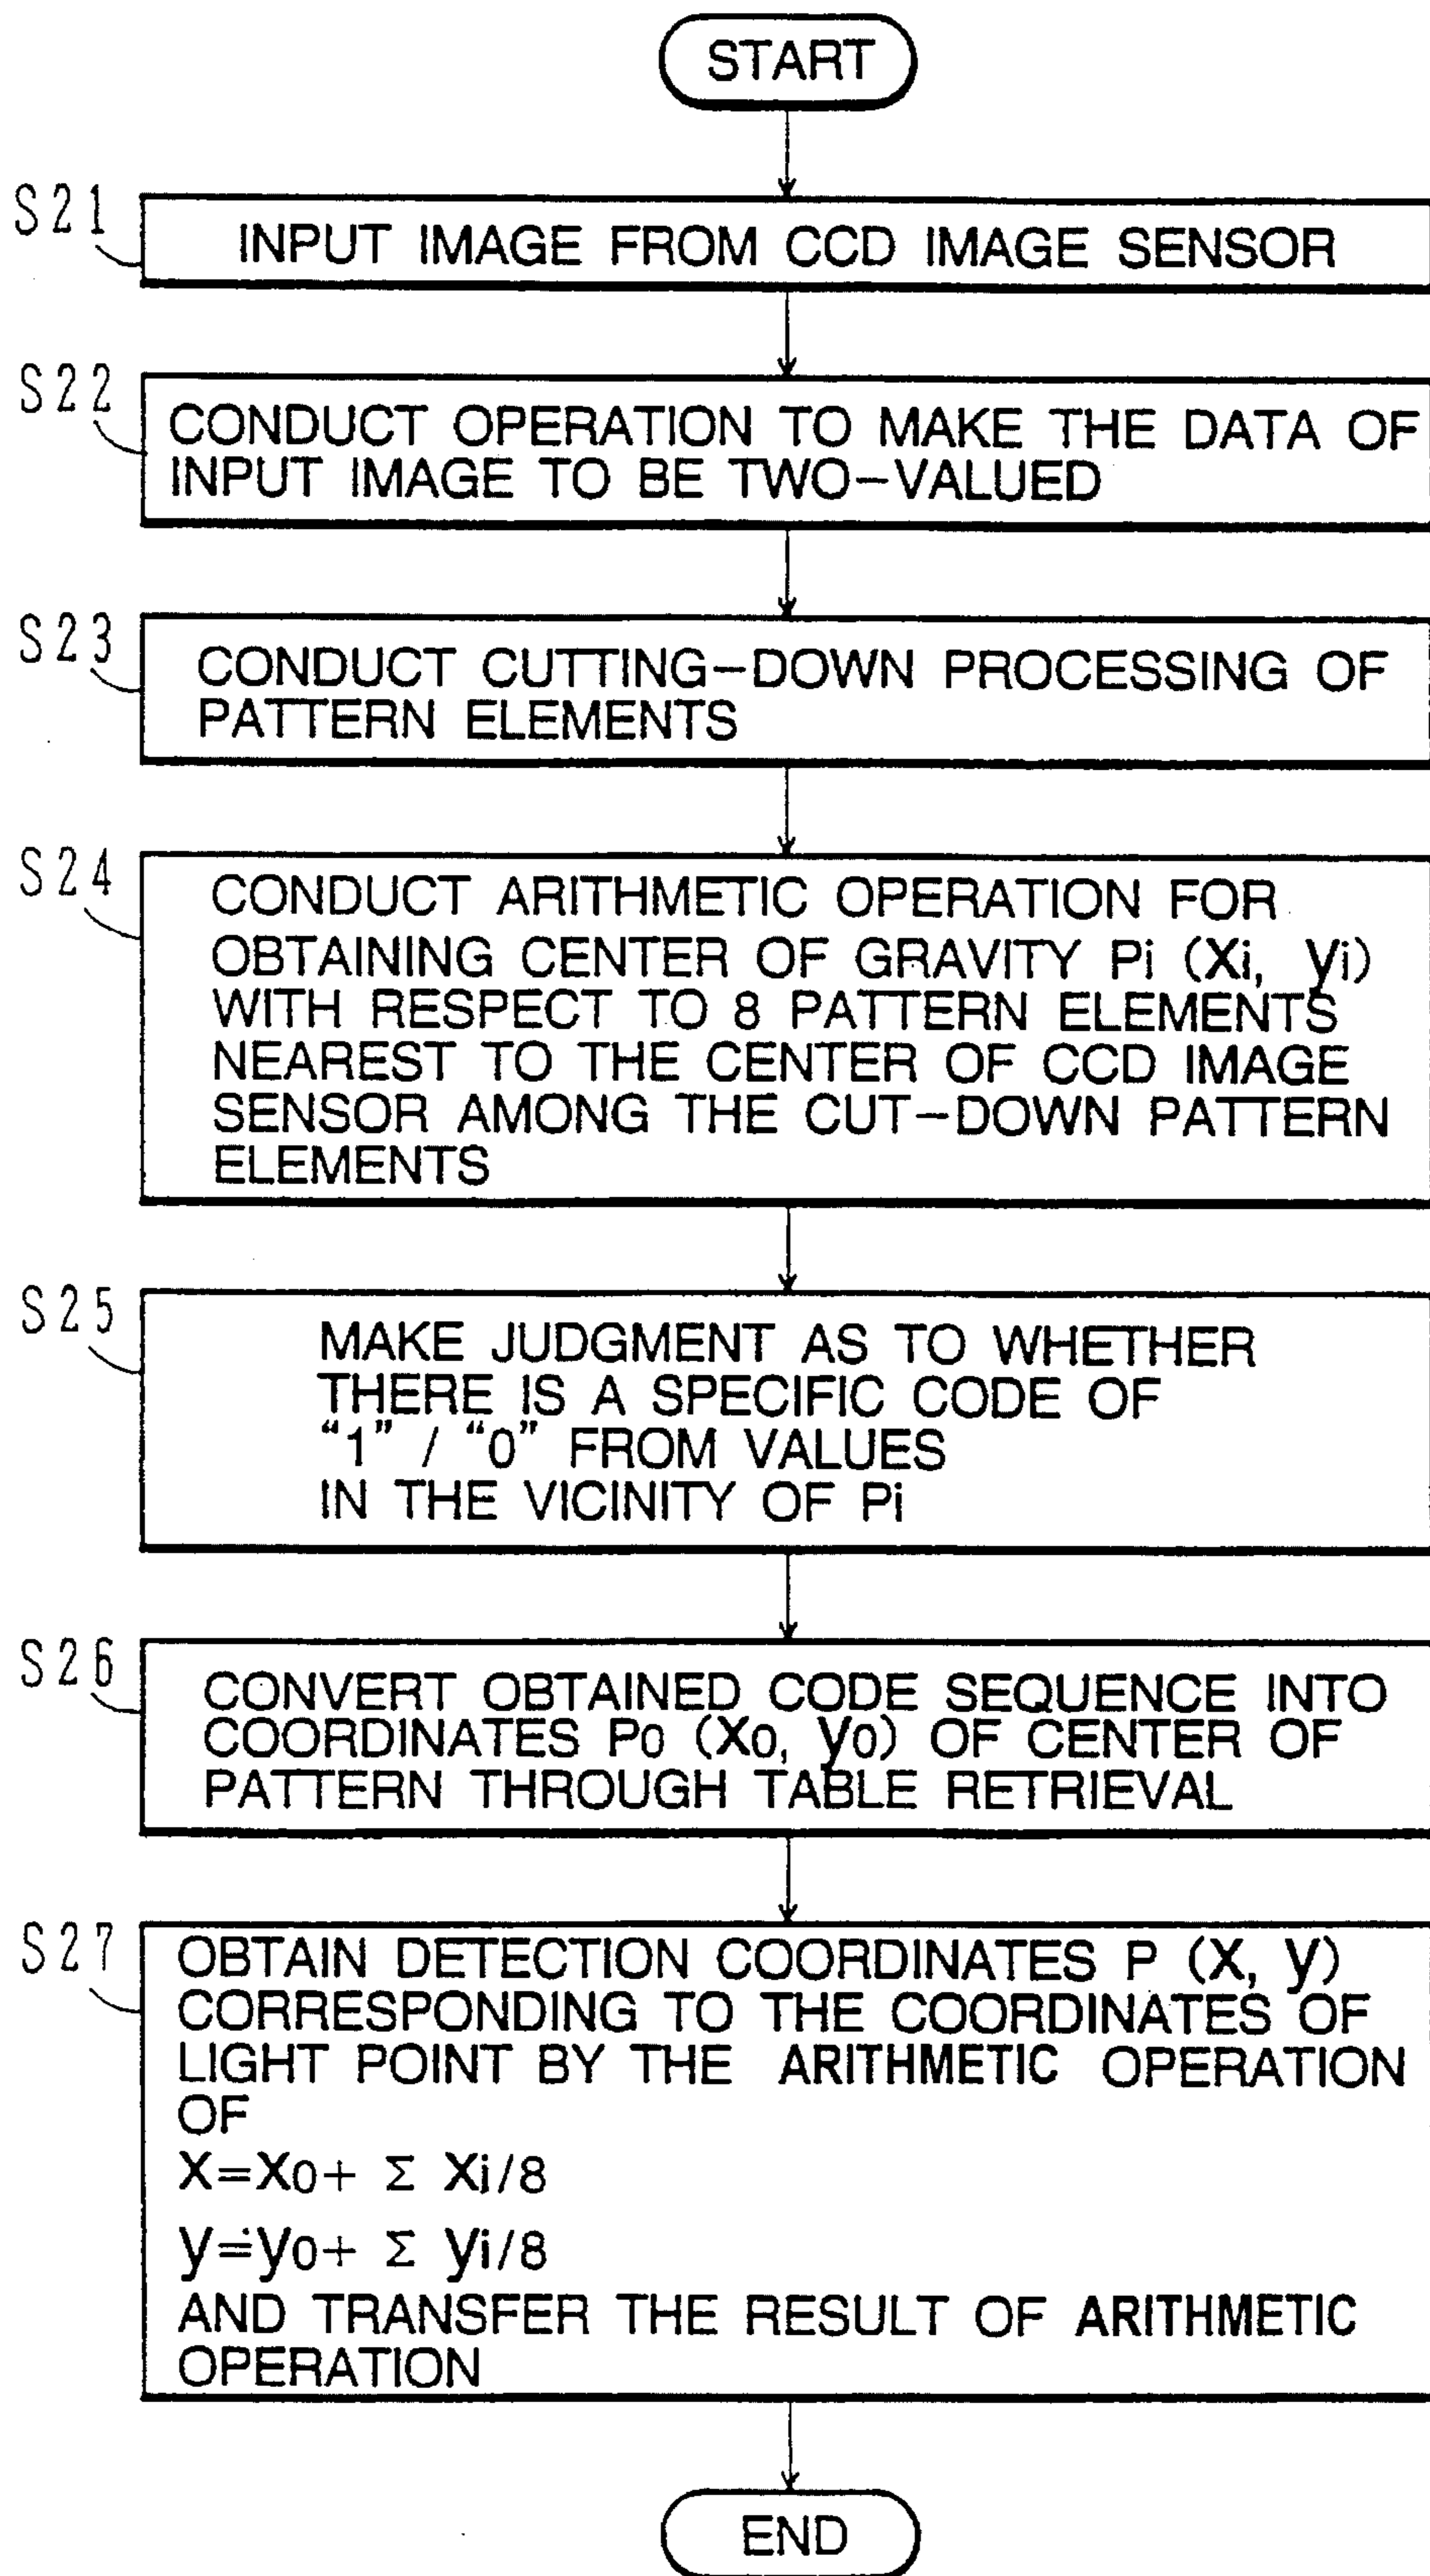 START
S21
INPUT IMAGE FROM CCD IMAGE SENSOR
S22
CONDUCT OPERATION TO MAKE THE DATA OF
INPUT IMAGE TO BE TWO-VALUED
S23
CONDUCT CUTTING-DOWN PROCESSING OF
PATTERN ELEMENTS
S24
CONDUCT ARITHMETIC OPERATION FOR
OBTAINING CENTER OF GRAVITY Pi (xi, yi)
WITH RESPECT TO 8 PATTERN ELEMENTS
NEAREST TO THE CENTER OF CCD IMAGE
SENSOR AMONG THE CUT-DOWN PATTERN
ELEMENTS
S25
MAKE JUDGMENT AS TO WHETHER
THERE IS A SPECIFIC CODE OF
“1” / “0” FROM VALUES
IN THE VICINITY OF Pi
S26
CONVERT OBTAINED CODE SEQUENCE INTO
COORDINATES P0 (x0, y0) OF CENTER OF
PATTERN THROUGH TABLE RETRIEVAL
S27
OBTAIN DETECTION COORDINATES P (x, y)
CORRESPONDING TO THE COORDINATES OF
LIGHT POINT BY THE ARITHMETIC OPERATION
OF
x=x0+ Σ xi/8
y=y0+ Σ yi/8
AND TRANSFER THE RESULT OF ARITHMETIC
OPERATION
END